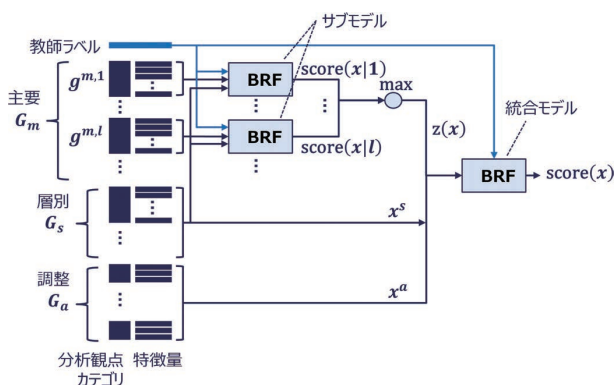 サブモデル
教師ラベル
主要
G_m
g^{m,1}
BRF
score(x|1)
max
g^{m,l}
BRF
score(x|l)
z(x)
統合モデル
BRF
score(x)
層別
G_s
x^s
調整
G_a
x^a
分析観点
カテゴリ
特徴量